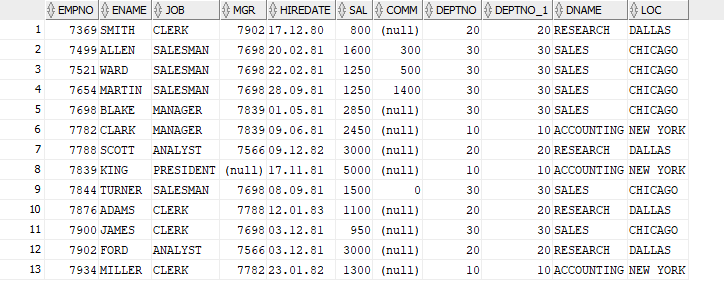 EMPNO ENAME JOB MGR HIREDATE SAL COMM DEPTNO DEPTNO_1 DNAME LOC
1 7369 SMITH CLERK 7902 17.12.80 800 (null) 20 20 RESEARCH DALLAS
2 7499 ALLEN SALESMAN 7698 20.02.81 1600 300 30 30 SALES CHICAGO
3 7521 WARD SALESMAN 7698 22.02.81 1250 500 30 30 SALES CHICAGO
4 7654 MARTIN SALESMAN 7698 28.09.81 1250 1400 30 30 SALES CHICAGO
5 7698 BLAKE MANAGER 7839 01.05.81 2850 (null) 30 30 SALES CHICAGO
6 7782 CLARK MANAGER 7839 09.06.81 2450 (null) 10 10 ACCOUNTING NEW YORK
7 7788 SCOTT ANALYST 7566 09.12.82 3000 (null) 20 20 RESEARCH DALLAS
8 7839 KING PRESIDENT (null) 17.11.81 5000 (null) 10 10 ACCOUNTING NEW YORK
9 7844 TURNER SALESMAN 7698 08.09.81 1500 0 30 30 SALES CHICAGO
10 7876 ADAMS CLERK 7788 12.01.83 1100 (null) 20 20 RESEARCH DALLAS
11 7900 JAMES CLERK 7698 03.12.81 950 (null) 30 30 SALES CHICAGO
12 7902 FORD ANALYST 7566 03.12.81 3000 (null) 20 20 RESEARCH DALLAS
13 7934 MILLER CLERK 7782 23.01.82 1300 (null) 10 10 ACCOUNTING NEW YORK